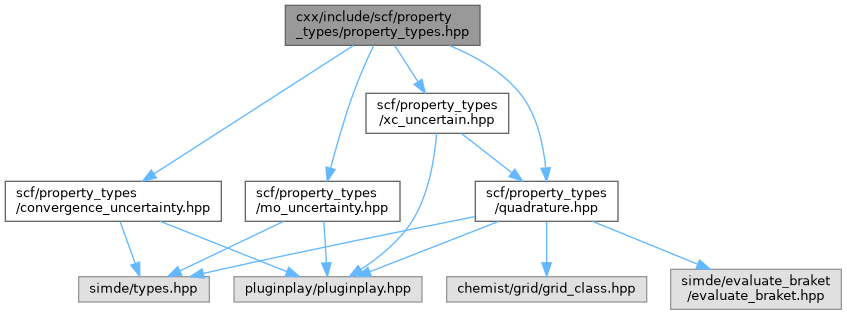 cxx/include/scf/property
_types/property_types.hpp
scf/property_types
/xc_uncertain.hpp
scf/property_types
/convergence_uncertainty.hpp
scf/property_types
/mo_uncertainty.hpp
scf/property_types
/quadrature.hpp
simde/types.hpp
pluginplay/pluginplay.hpp
chemist/grid/grid_class.hpp
simde/evaluate_braket
/evaluate_braket.hpp